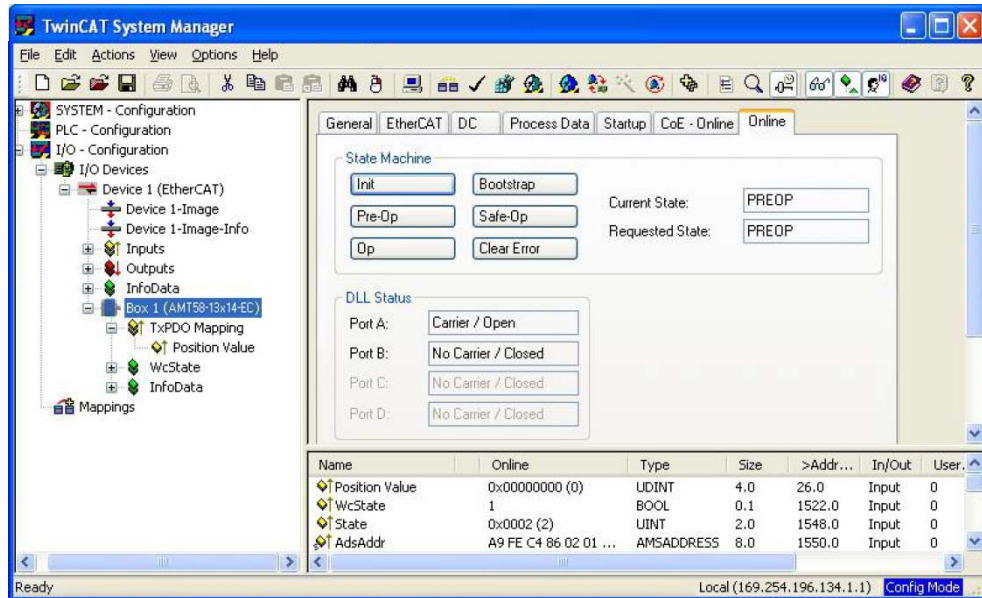 TwinCAT System Manager
File Edit Actions View Options Help
SYSTEM - Configuration
PLC - Configuration
I/O - Configuration
I/O Devices
Device 1 (EtherCAT)
Device 1-Image
Device 1-Image-Info
Inputs
Outputs
InfoData
Box 1 (AMT58-13x14-EC)
TxPDO Mapping
Position Value
WcState
InfoData
Mappings
General EtherCAT DC Process Data Startup CoE - Online Online
State Machine
Init Bootstrap
Pre-Op Safe-Op
Op Clear Error
Current State: PREOP
Requested State: PREOP
DLL Status
Port A: Carrier / Open
Port B: No Carrier / Closed
Port C: No Carrier / Closed
Port D: No Carrier / Closed
Name Online Type Size >Addr... In/Out User.
Position Value 0x00000000 (0) UDINT 4.0 26.0 Input 0
WcState 1 BOOL 0.1 1522.0 Input 0
State 0x0002 (2) UINT 2.0 1548.0 Input 0
AdsAddr A9 FE C4 86 02 01 ... AMSADDRESS 8.0 1550.0 Input 0
Ready Local (169.254.196.134.1.1) Config Mode